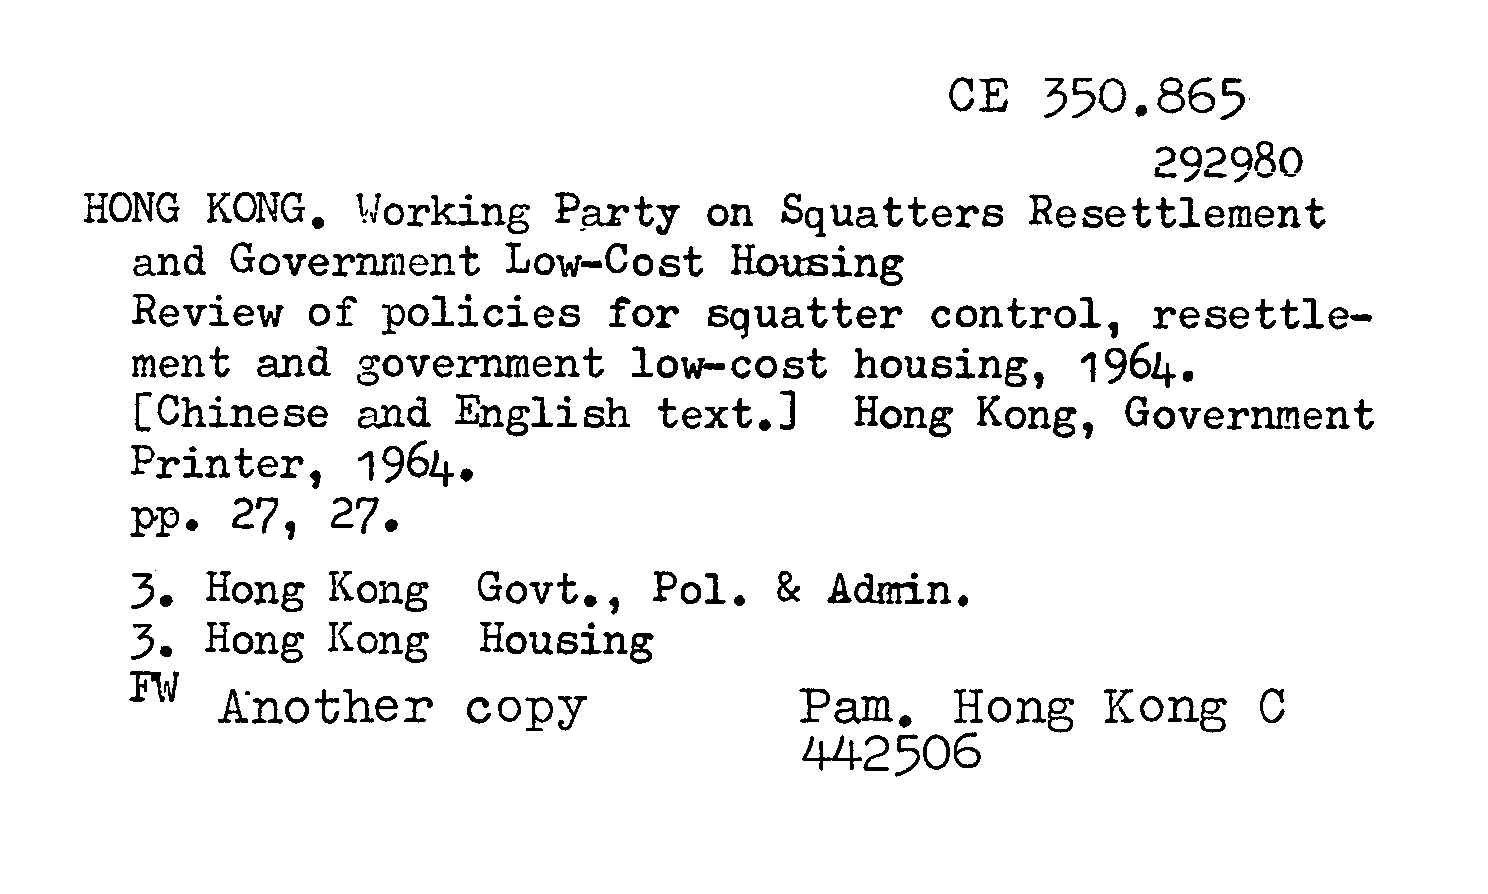 CE 350.865
292980
HONG KONG. Working Party on Squatters Resettlement
and Government Low-Cost Housing
Review of policies for squatter control, resettle-
ment and government low-cost housing, 1964.
[Chinese and English text.] Hong Kong, Government
Printer, 1964.
pp. 27, 27.
3. Hong Kong Govt., Pol. & Admin.
3. Hong Kong Housing
FW Another copy Pam. Hong Kong C
442506